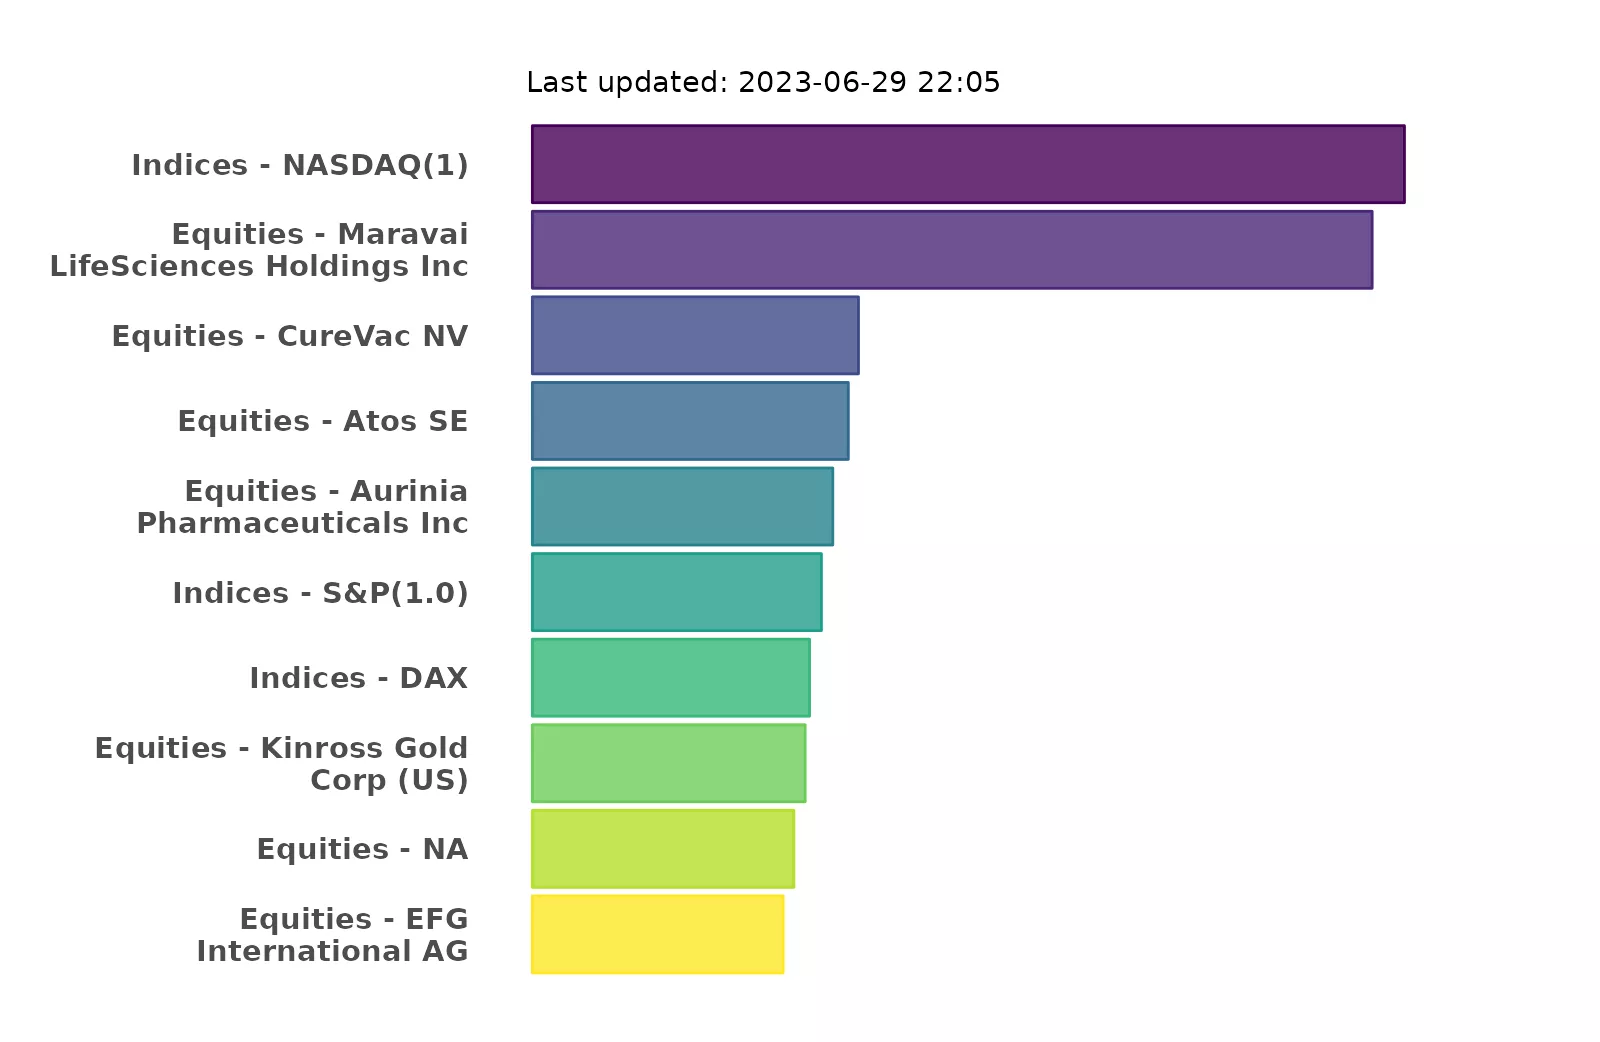 Last updated: 2023-06-29 22:05
Indices - NASDAQ(1)
Equities - Maravai
LifeSciences Holdings Inc
Equities - CureVac NV
Equities - Atos SE
Equities - Aurinia
Pharmaceuticals Inc
Indices - S&P(1.0)
Indices - DAX
Equities - Kinross Gold
Corp (US)
Equities - NA
Equities - EFG
International AG